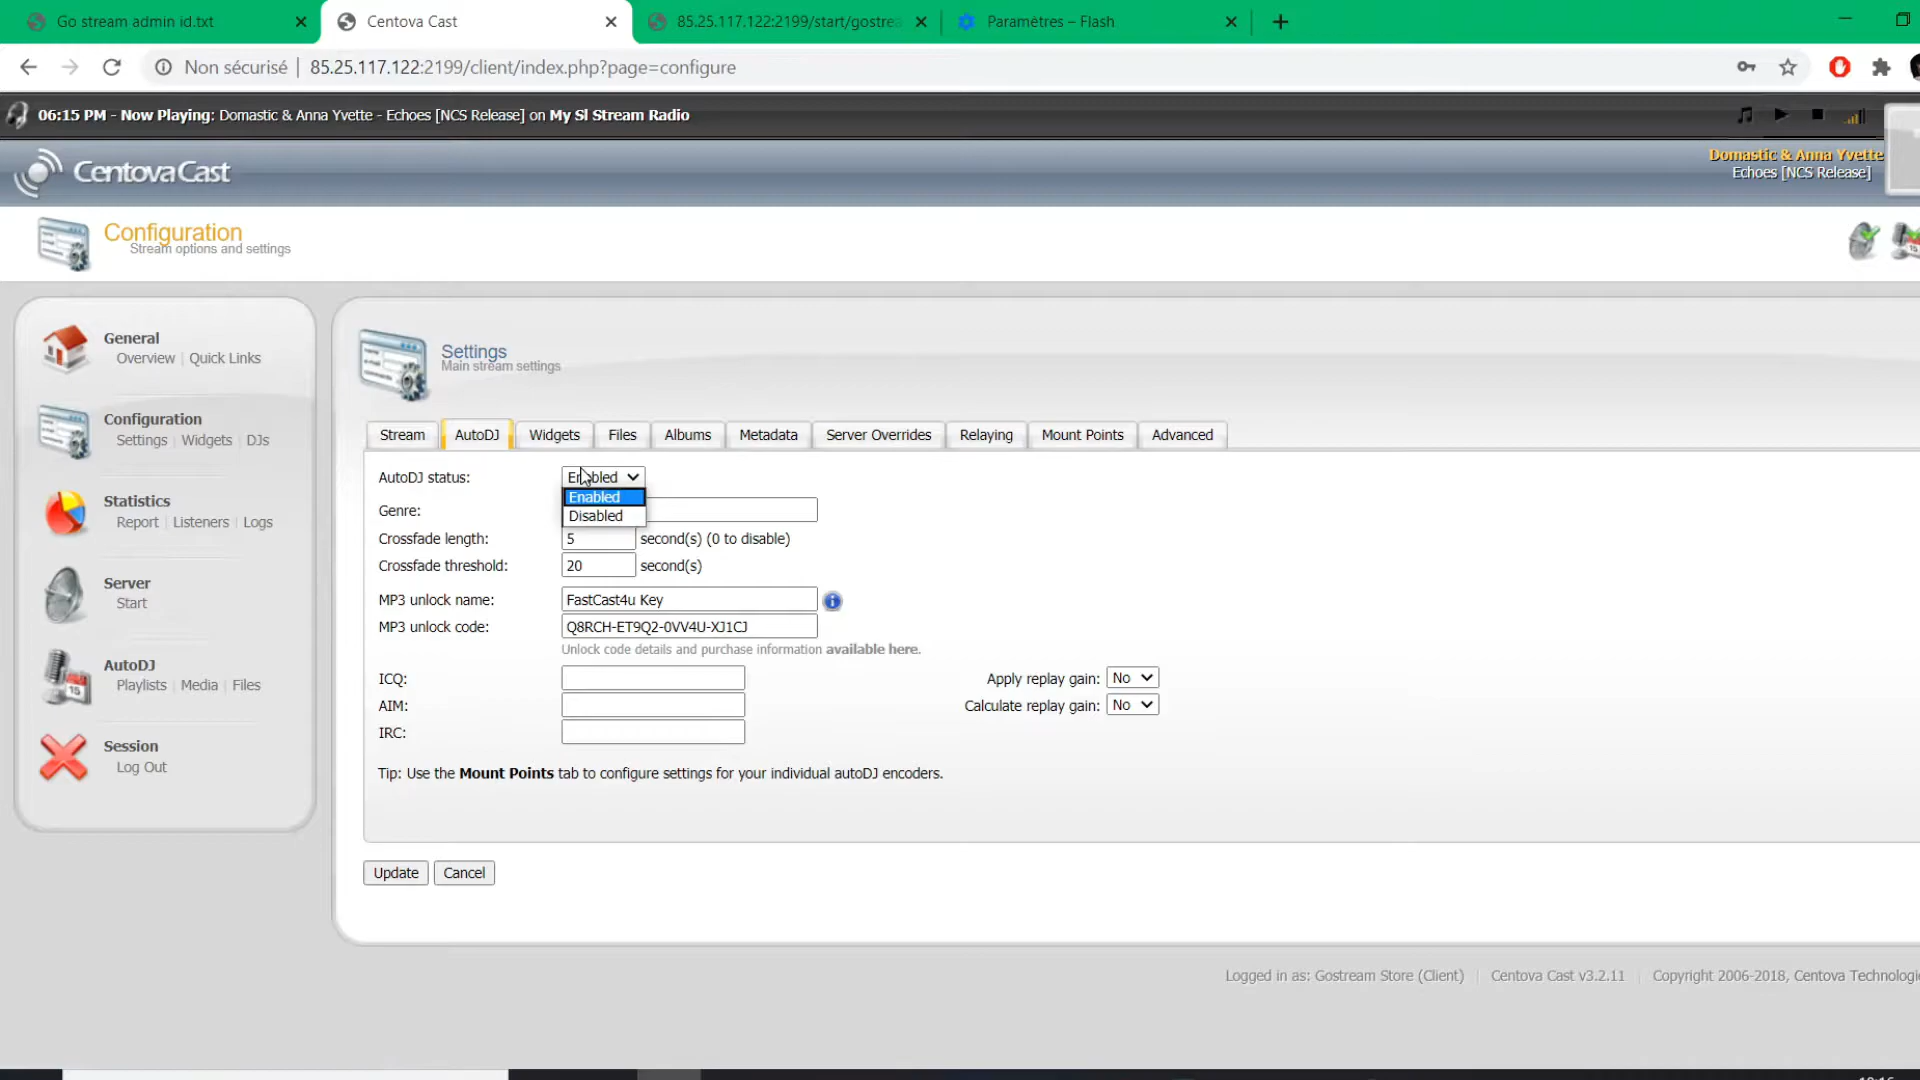 Go stream admin id.txt
Centova Cast
85.25.117.122:2199/start/gostrea
Paramètres – Flash
Non sécurisé
85.25.117.122:2199/client/index.php?page=configure
06:15 PM - Now Playing: Domastic & Anna Yvette - Echoes [NCS Release] on My Sl Stream Radio
CentovaCast
Domastic & Anna Yvette
Echoes [NCS Release]
Configuration
Stream options and settings
General
Overview | Quick Links
Configuration
Settings | Widgets | DJs
Statistics
Report | Listeners | Logs
Server
Start
AutoDJ
Playlists | Media | Files
Session
Log Out
Settings
Main stream settings
Stream AutoDJ Widgets Files Albums Metadata Server Overrides Relaying Mount Points Advanced
AutoDJ status: Enabled
Enabled
Disabled
Genre:
Crossfade length: 5 second(s) (0 to disable)
Crossfade threshold: 20 second(s)
MP3 unlock name: FastCast4u Key
MP3 unlock code: Q8RCH-ET9Q2-0VV4U-XJ1CJ
Unlock code details and purchase information available here.
ICQ:
Apply replay gain: No
AIM:
Calculate replay gain: No
IRC:
Tip: Use the Mount Points tab to configure settings for your individual autoDJ encoders.
Update Cancel
Logged in as: Gostream Store (Client) | Centova Cast v3.2.11 | Copyright 2006-2018, Centova Technologi